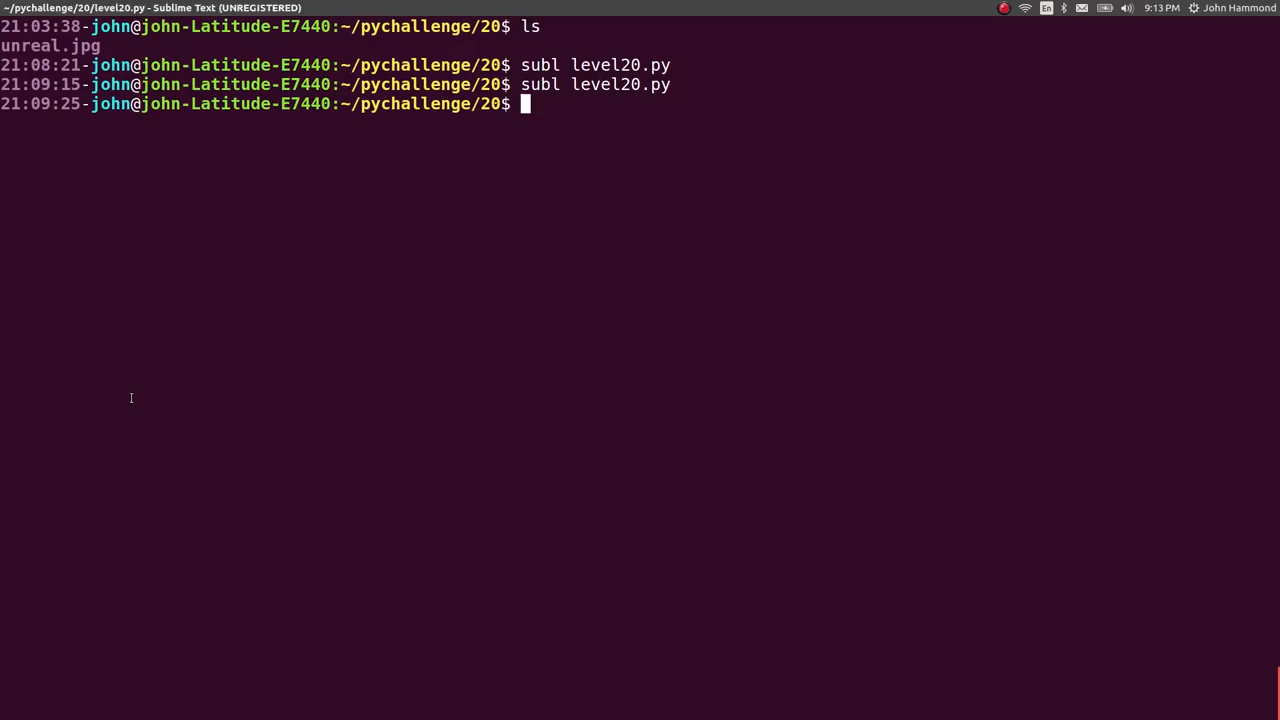 ~/pychallenge/20/level20.py - Sublime Text (UNREGISTERED) En 9:13 PM John Hammond
21:03:38-john@john-Latitude-E7440:~/pychallenge/20$ ls
unreal.jpg
21:08:21-john@john-Latitude-E7440:~/pychallenge/20$ subl level20.py
21:09:15-john@john-Latitude-E7440:~/pychallenge/20$ subl level20.py
21:09:25-john@john-Latitude-E7440:~/pychallenge/20$